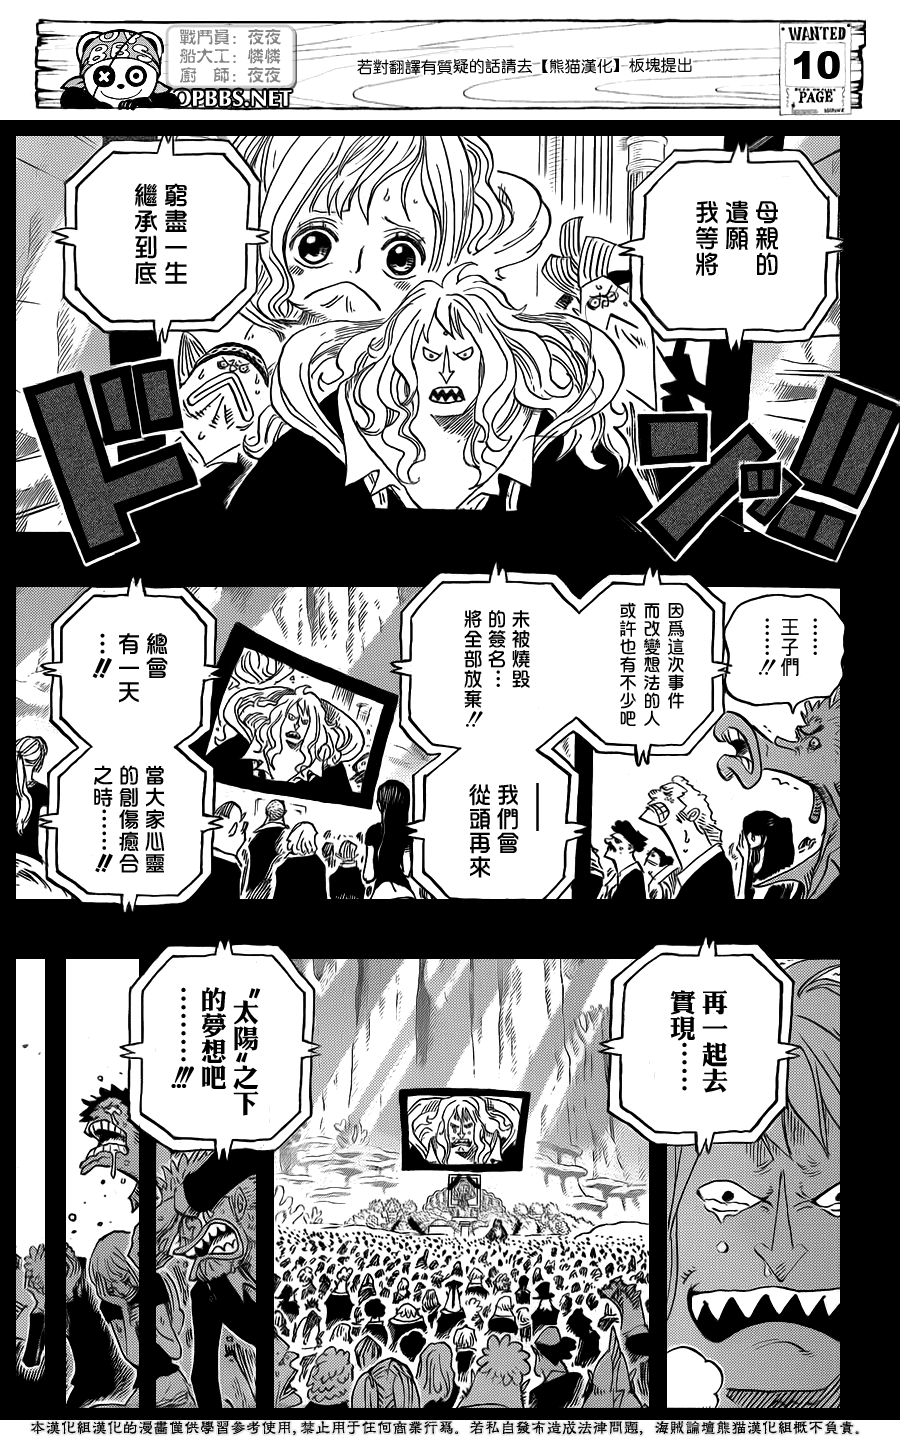 戰鬥員：夜夜
船大工：憐憐
廚　師：夜夜
OPBBS.NET
若對翻譯有質疑的話請去【熊猫漢化】板塊提出
WANTED
10
PAGE
母親的
遺願
我等將
窮盡一生
繼承到底
ドンッ!!
……
……!!
王子們
因爲這次事件
而改變想法的人
或許也有不少吧
未被燒毀
的簽名…
將全部放棄!!
——
我們會
從頭再來
總會
有一天
…!!
當大家心靈
的創傷癒合
之時……!!
再一起去
實現……
“太陽”之下
的夢想吧
………!!!
本漢化組漢化的漫畫僅供學習參考使用,禁止用于任何商業行爲。若私自發布造成法律問題，海賊論壇熊猫漢化組概不負責。